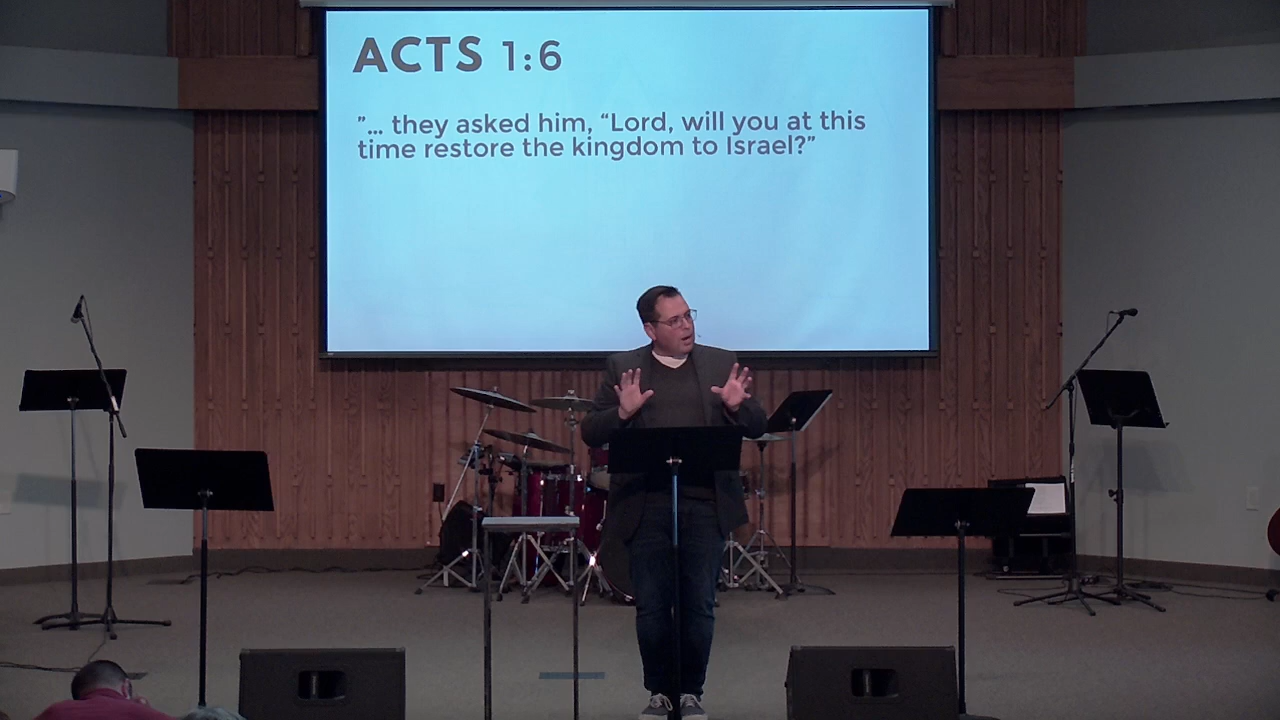 ACTS 1:6
"... they asked him, “Lord, will you at this
time restore the kingdom to Israel?”